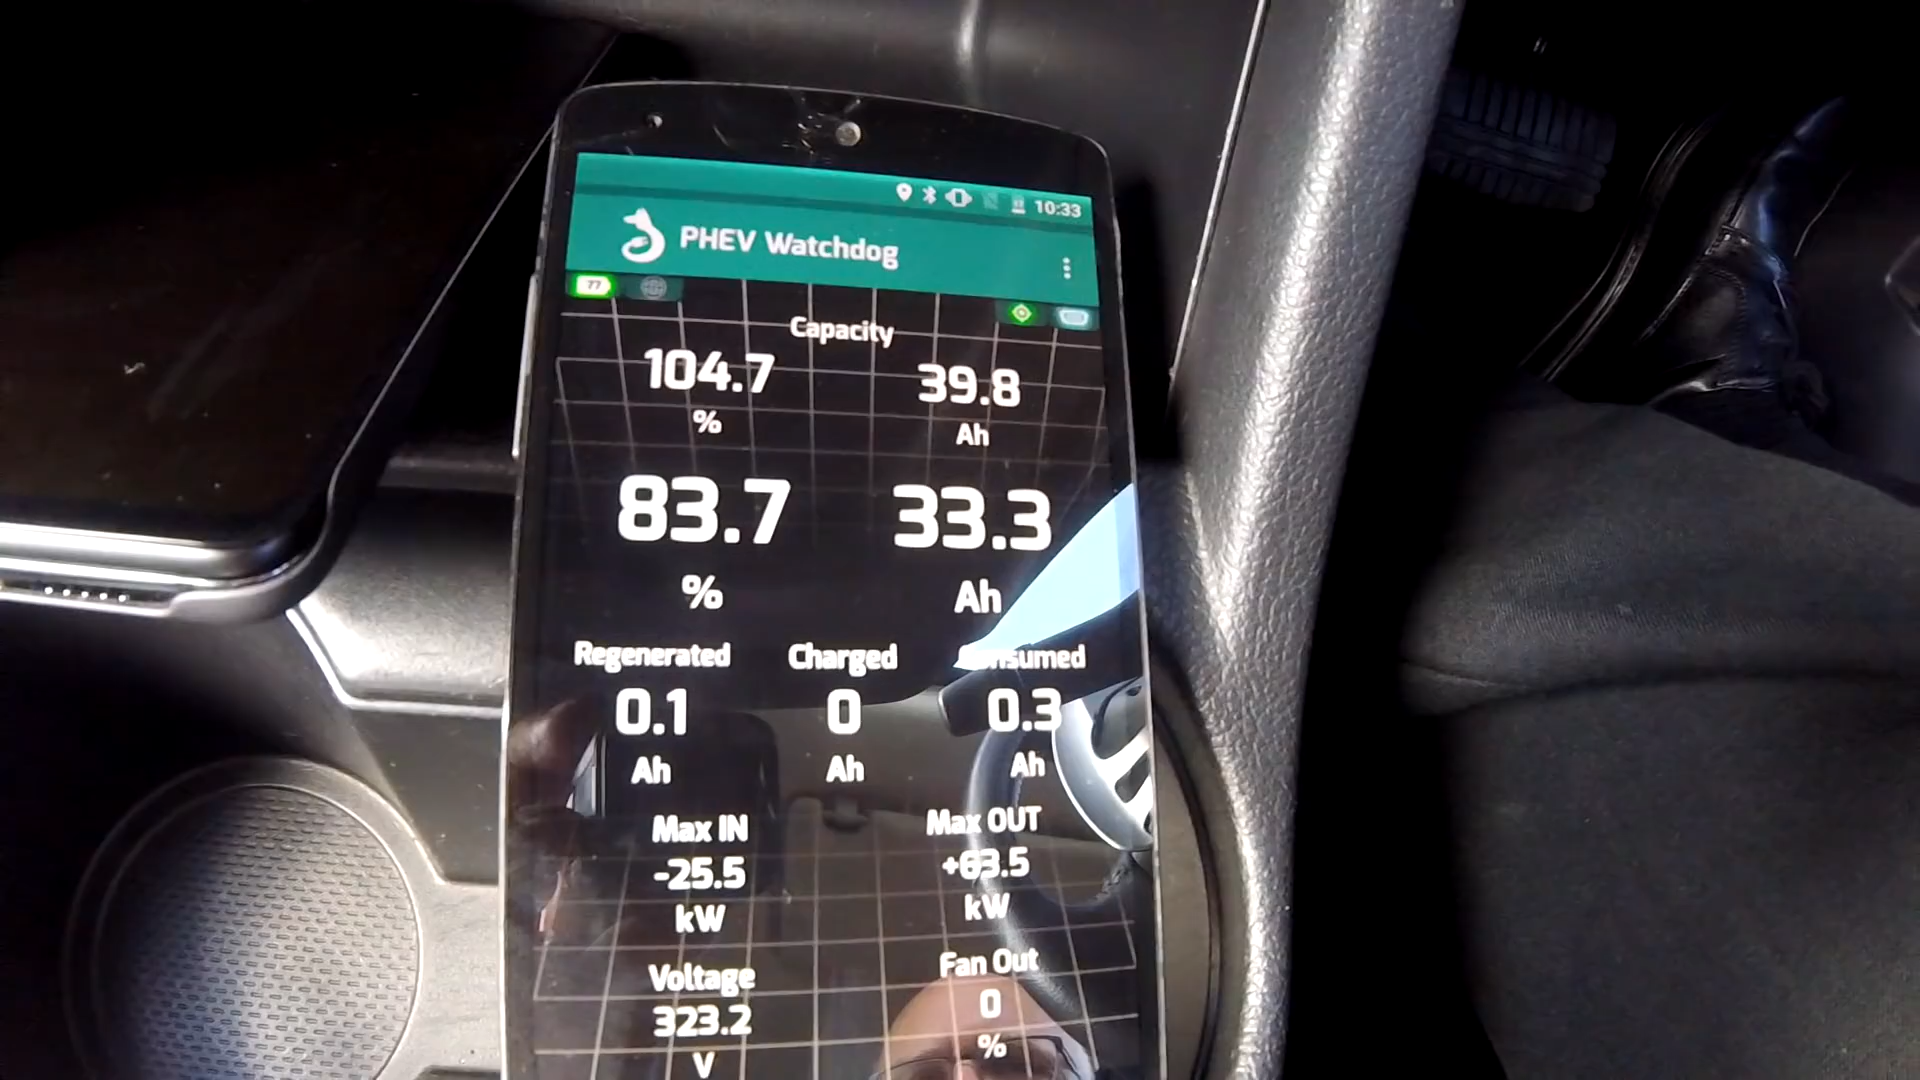 10:33
PHEV Watchdog
77
Capacity
104.7 39.8
% Ah
83.7 33.3
% Ah
Regenerated Charged Consumed
0.1 0 0.3
Ah Ah Ah
Max IN Max OUT
-25.5 +63.5
kW kW
Voltage Fan Out
323.2 0
V %